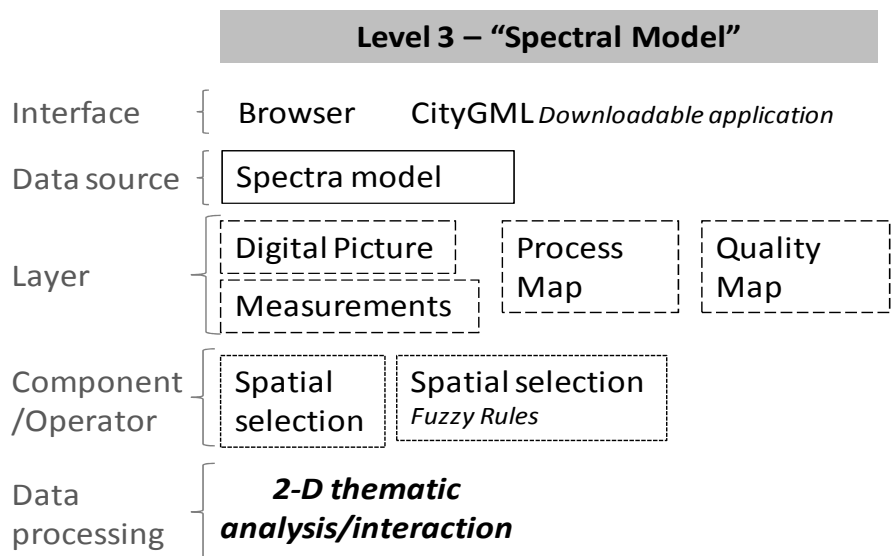 Level 3 – “Spectral Model”
Interface
Browser
CityGML Downloadable application
Data source
Spectra model
Layer
Digital Picture
Measurements
Process
Map
Quality
Map
Component
/Operator
Spatial
selection
Spatial selection
Fuzzy Rules
Data
processing
2-D thematic
analysis/interaction